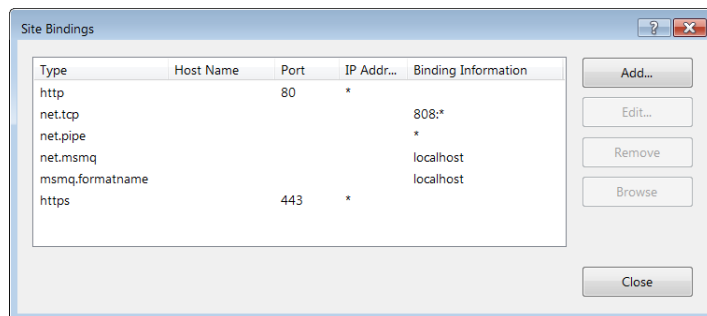 Site Bindings
Type Host Name Port IP Addr... Binding Information
http 80 *
net.tcp 808:*
net.pipe *
net.msmq localhost
msmq.formatname localhost
https 443 *
Add...
Edit...
Remove
Browse
Close